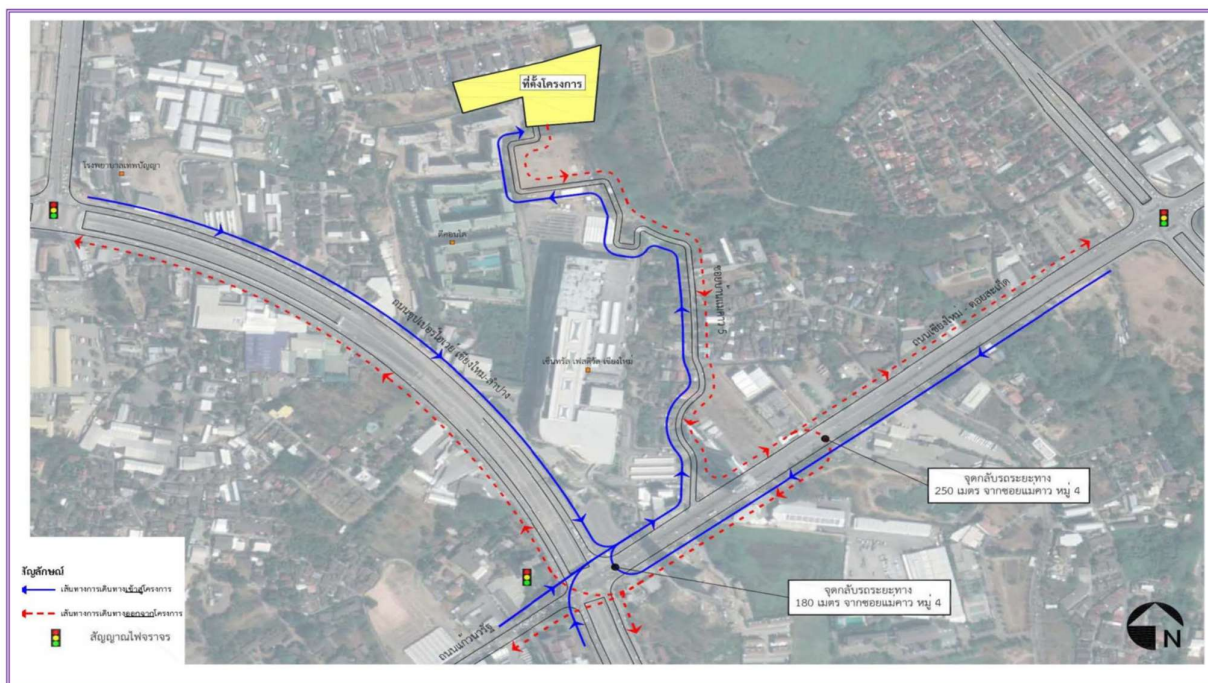 ที่ตั้งโครงการ
โรงพยาบาลเทพปัญญา
ดีคอนโด
ถนนซุปเปอร์ไฮเวย์ เชียงใหม่-ลำปาง
เซ็นทรัล เฟสติวัล เชียงใหม่
ซอยบ้านแม่คาว 5
ถนนเชียงใหม่ - ดอยสะเก็ด
จุดกลับรถระยะทาง
250 เมตร จากซอยแมคาว หมู่ 4
จุดกลับรถระยะทาง
180 เมตร จากซอยแมคาว หมู่ 4
ถนนแก้วนวรัฐ
สัญลักษณ์
เส้นทางการเดินทางเข้าสู่โครงการ
เส้นทางการเดินทางออกจากโครงการ
สัญญาณไฟจราจร
N